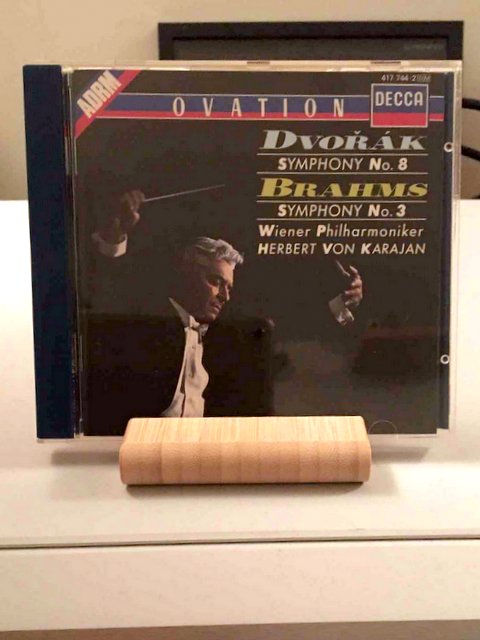 ADRM
417 744-2
OVATION
DECCA
DVOŘÁK
SYMPHONY No. 8
BRAHMS
SYMPHONY No. 3
Wiener Philharmoniker
HERBERT VON KARAJAN